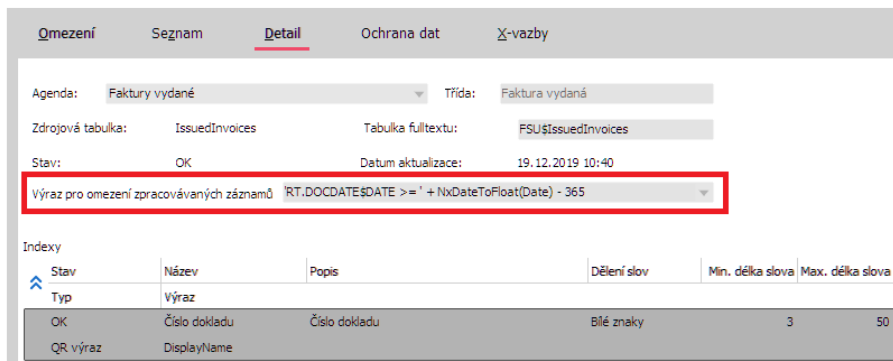 Omezení Seznam Detail Ochrana dat X-vazby
Agenda: Faktury vydané Třída: Faktura vydaná
Zdrojová tabulka: IssuedInvoices Tabulka fulltextu: FSU$IssuedInvoices
Stav: OK Datum aktualizace: 19.12.2019 10:40
Výraz pro omezení zpracovávaných záznamů 'RT.DOCDATE$DATE >= ' + NxDateToFloat(Date) - 365
Indexy
Stav Název Popis Dělení slov Min. délka slova Max. délka slova
Typ Výraz
OK Číslo dokladu Číslo dokladu Bílé znaky 3 50
QR výraz DisplayName